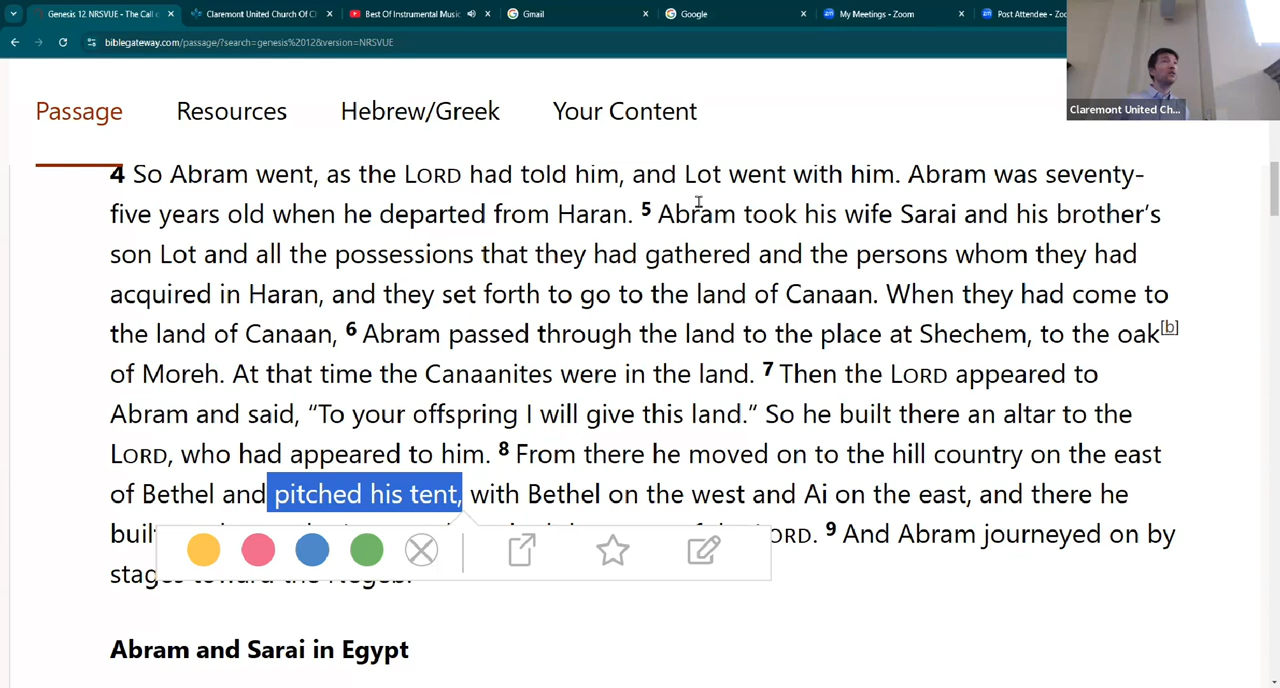 Genesis 12 NRSVUE - The Call o
Claremont United Church Of C
Best Of Instrumental Music
Gmail
Google
My Meetings - Zoom
Post Attendee - Zo
biblegateway.com/passage/?search=genesis%2012&version=NRSVUE
Claremont United Ch...
Passage
Resources
Hebrew/Greek
Your Content
4 So Abram went, as the LORD had told him, and Lot went with him. Abram was seventy-
five years old when he departed from Haran. 5 Abram took his wife Sarai and his brother's
son Lot and all the possessions that they had gathered and the persons whom they had
acquired in Haran, and they set forth to go to the land of Canaan. When they had come to
the land of Canaan, 6 Abram passed through the land to the place at Shechem, to the oak[b]
of Moreh. At that time the Canaanites were in the land. 7 Then the LORD appeared to
Abram and said, “To your offspring I will give this land.” So he built there an altar to the
LORD, who had appeared to him. 8 From there he moved on to the hill country on the east
of Bethel and pitched his tent, with Bethel on the west and Ai on the east, and there he
ORD. 9 And Abram journeyed on by
Abram and Sarai in Egypt